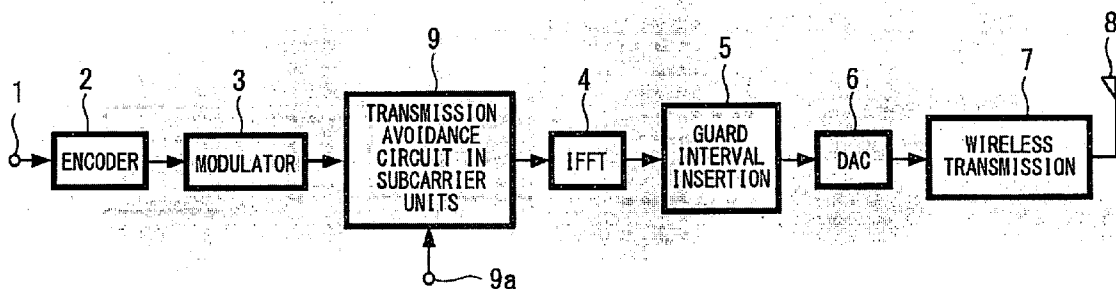 1
2
ENCODER
3
MODULATOR
9
TRANSMISSION
AVOIDANCE
CIRCUIT IN
SUBCARRIER
UNITS
9a
4
IFFT
5
GUARD
INTERVAL
INSERTION
6
DAC
7
WIRELESS
TRANSMISSION
8